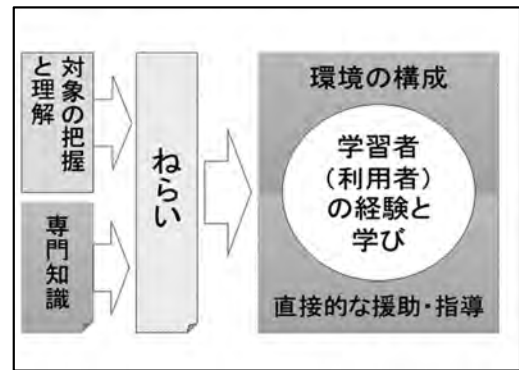 対象の把握
と理解
専門知識
ねらい
環境の構成
学習者
（利用者）
の経験と
学び
直接的な援助・指導